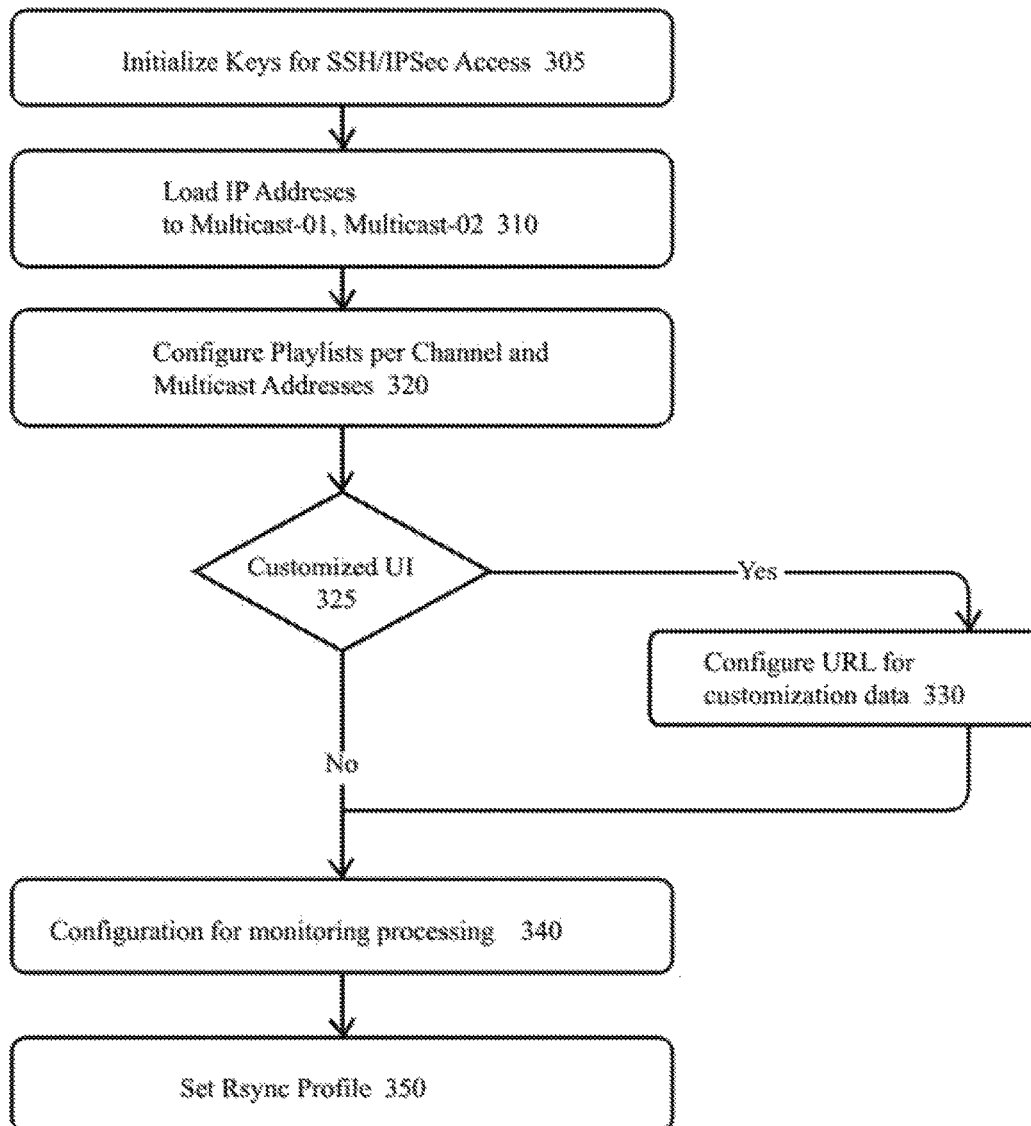 Initialize Keys for SSH/IPSec Access 305
Load IP Addreses
to Multicast-01, Multicast-02 310
Configure Playlists per Channel and
Multicast Addresses 320
Customized UI
325
Yes
Configure URL for
customization data 330
No
Configuration for monitoring processing 340
Set Rsync Profile 350